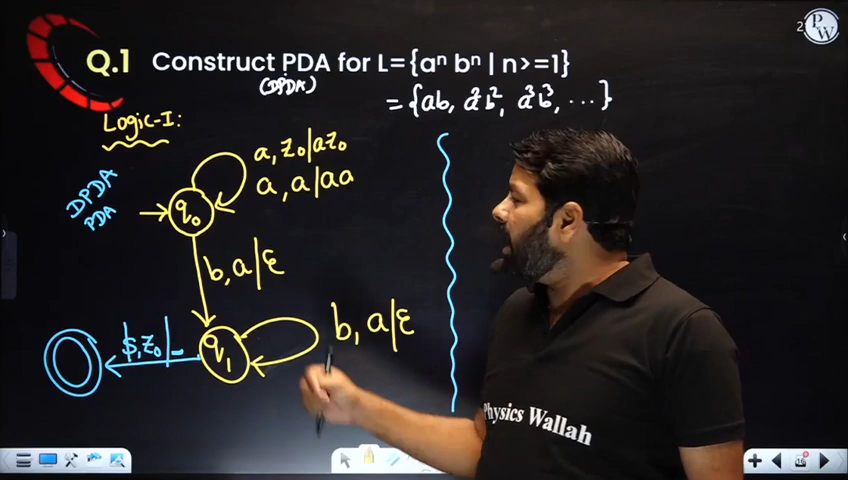 Q.1 Construct PDA for L={aⁿ bⁿ | n>=1}
(DPDA)
= {ab, a²b², a³b³, ...}
Logic-I:
a, z₀/az₀
a, a/aa
DPDA
PDA
q₀
b, a/ε
b, a/ε
$, z₀/_
q₁
PW
Physics Wallah
16